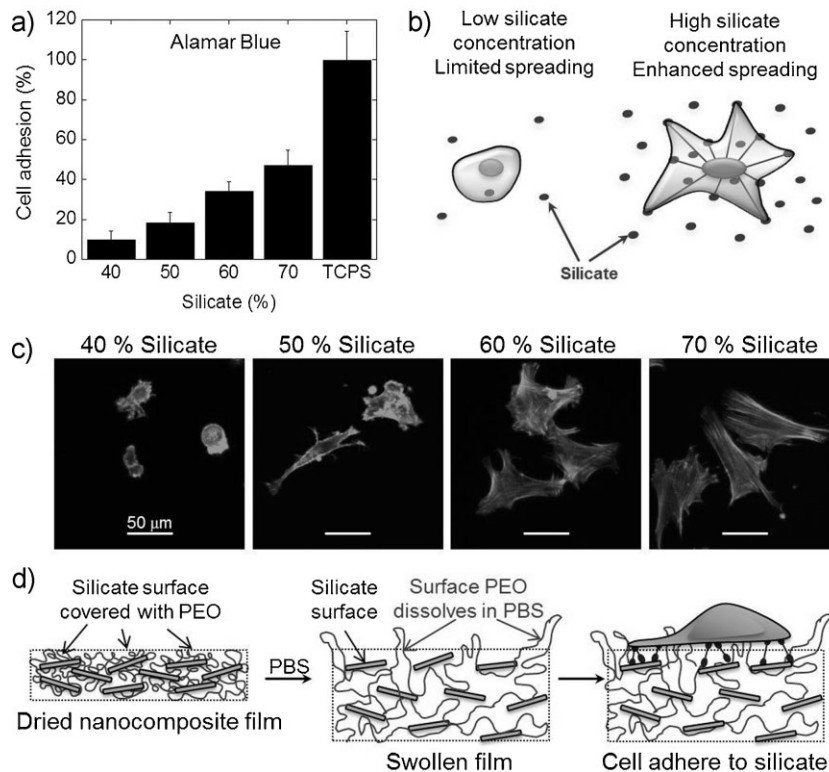 a)
120
100
80
60
40
20
0
Cell adhesion (%)
Alamar Blue
40 50 60 70 TCPS
Silicate (%)
b)
Low silicate
concentration
Limited spreading
High silicate
concentration
Enhanced spreading
Silicate
c)
40 % Silicate
50 % Silicate
60 % Silicate
70 % Silicate
50 μm
d)
Silicate surface
covered with PEO
Dried nanocomposite film
PBS
Silicate
surface
Surface PEO
dissolves in PBS
Swollen film
Cell adhere to silicate